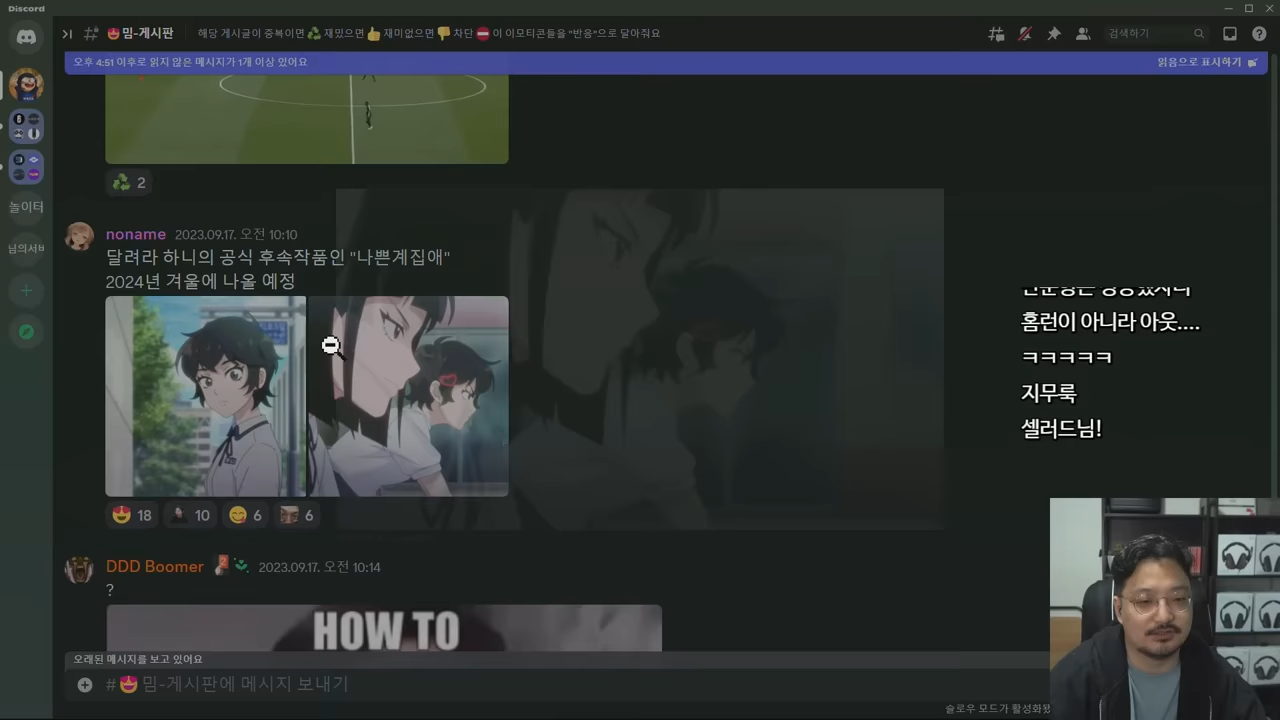 Discord
밈-게시판
해당 게시글이 중복이면 재밌으면 재미없으면 차단 이 이모티콘들을 "반응"으로 달아줘요
검색하기
오후 4:51 이후로 읽지 않은 메시지가 1개 이상 있어요
읽음으로 표시하기
2
놀이터
님의서버
noname 2023.09.17. 오전 10:10
달려라 하니의 공식 후속작품인 "나쁜계집애"
2024년 겨울에 나올 예정
18 10 6 6
홈런이 아니라 아웃....
ㅋㅋㅋㅋㅋ
지무룩
셀러드님!
DDD Boomer 2023.09.17. 오전 10:14
?
HOW TO
오래된 메시지를 보고 있어요
#밈-게시판에 메시지 보내기
슬로우 모드가 활성화됐